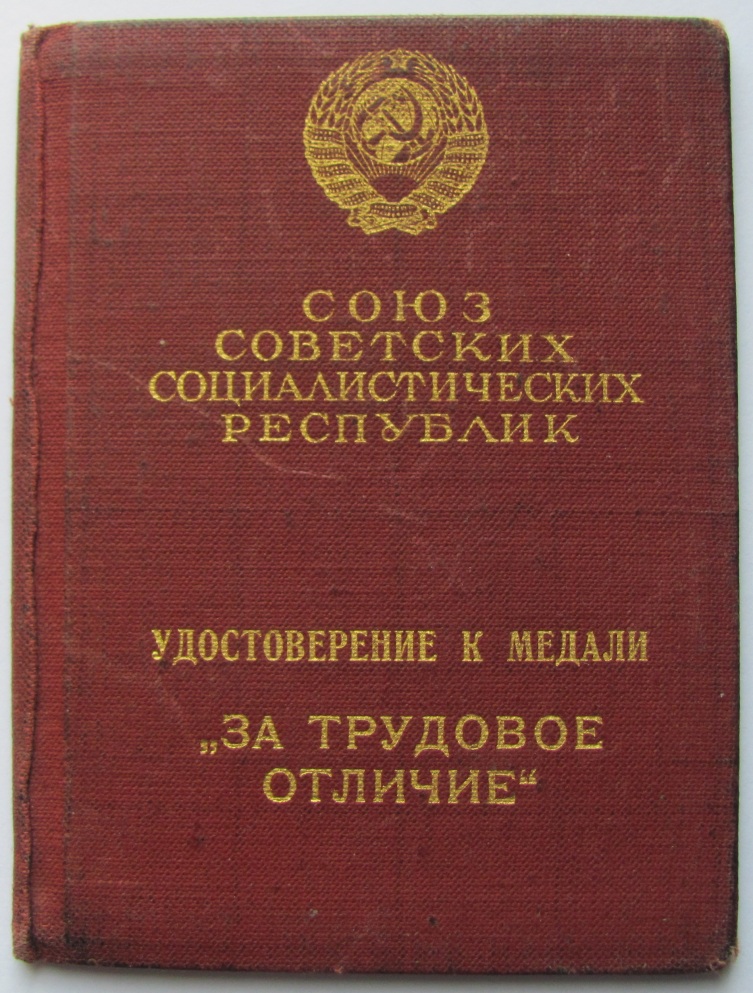 СОЮЗ
СОВЕТСКИХ
СОЦИАЛИСТИЧЕСКИХ
РЕСПУБЛИК
УДОСТОВЕРЕНИЕ К МЕДАЛИ
„ЗА ТРУДОВОЕ
ОТЛИЧИЕ“